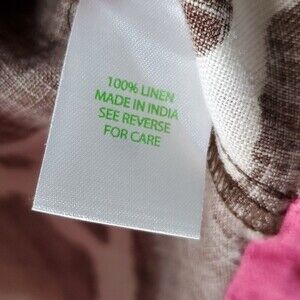 100% LINEN
MADE IN INDIA
SEE REVERSE
FOR CARE